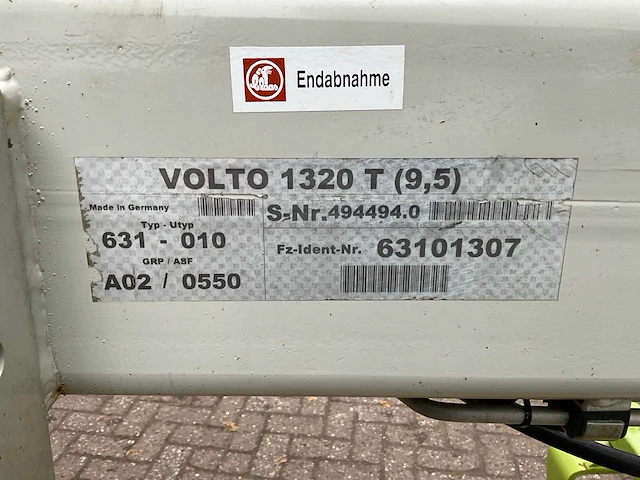 Endabnahme
VOLTO 1320 T (9,5)
Made in Germany
S-Nr.494494.0
Typ - Utyp
631 - 010
Fz-Ident-Nr. 63101307
GRP / ASF
A02 / 0550